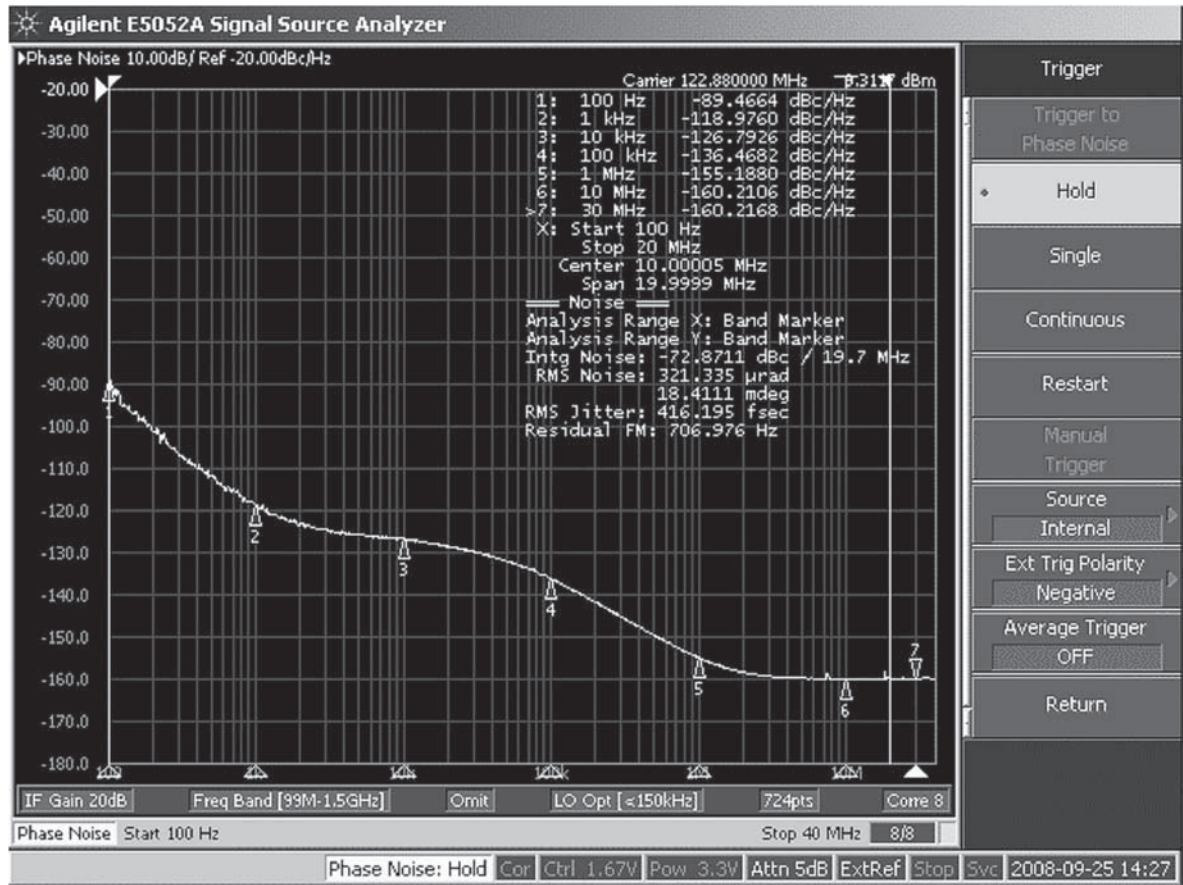 Agilent E5052A Signal Source Analyzer
Phase Noise 10.00dB/ Ref -20.00dBc/Hz
Carrier 122.880000 MHz dBm
1: 100 Hz -89.4664 dBc/Hz
2: 1 kHz -118.9760 dBc/Hz
3: 10 kHz -126.7926 dBc/Hz
4: 100 kHz -136.4682 dBc/Hz
5: 1 MHz -155.1880 dBc/Hz
6: 10 MHz -160.2106 dBc/Hz
>7: 30 MHz -160.2168 dBc/Hz
X: Start 100 Hz
Stop 20 MHz
Center 10.00005 MHz
Span 19.9999 MHz
Noise
Analysis Range X: Band Marker
Analysis Range Y: Band Marker
Intg Noise: -72.8711 dBc / 19.7 MHz
RMS Noise: 321.335 µrad
18.4111 mdeg
RMS Jitter: 416.195 fsec
Residual FM: 706.976 Hz
-20.00
-30.00
-40.00
-50.00
-60.00
-70.00
-80.00
-90.00
-100.0
-110.0
-120.0
-130.0
-140.0
-150.0
-160.0
-170.0
-180.0
1
2
3
4
5
6
7
10M
IF Gain 20dB
Freq Band [99M-1.5GHz]
Omit
LO Opt [<150kHz]
724pts
Corre 8
Phase Noise Start 100 Hz
Stop 40 MHz 8/8
Phase Noise: Hold Cor Ctrl 1.67V Pow 3.3V Attn 5dB ExtRef Stop Svc 2008-09-25 14:27
Trigger
Trigger to
Phase Noise
Hold
Single
Continuous
Restart
Manual
Trigger
Source
Internal
Ext Trig Polarity
Negative
Average Trigger
OFF
Return